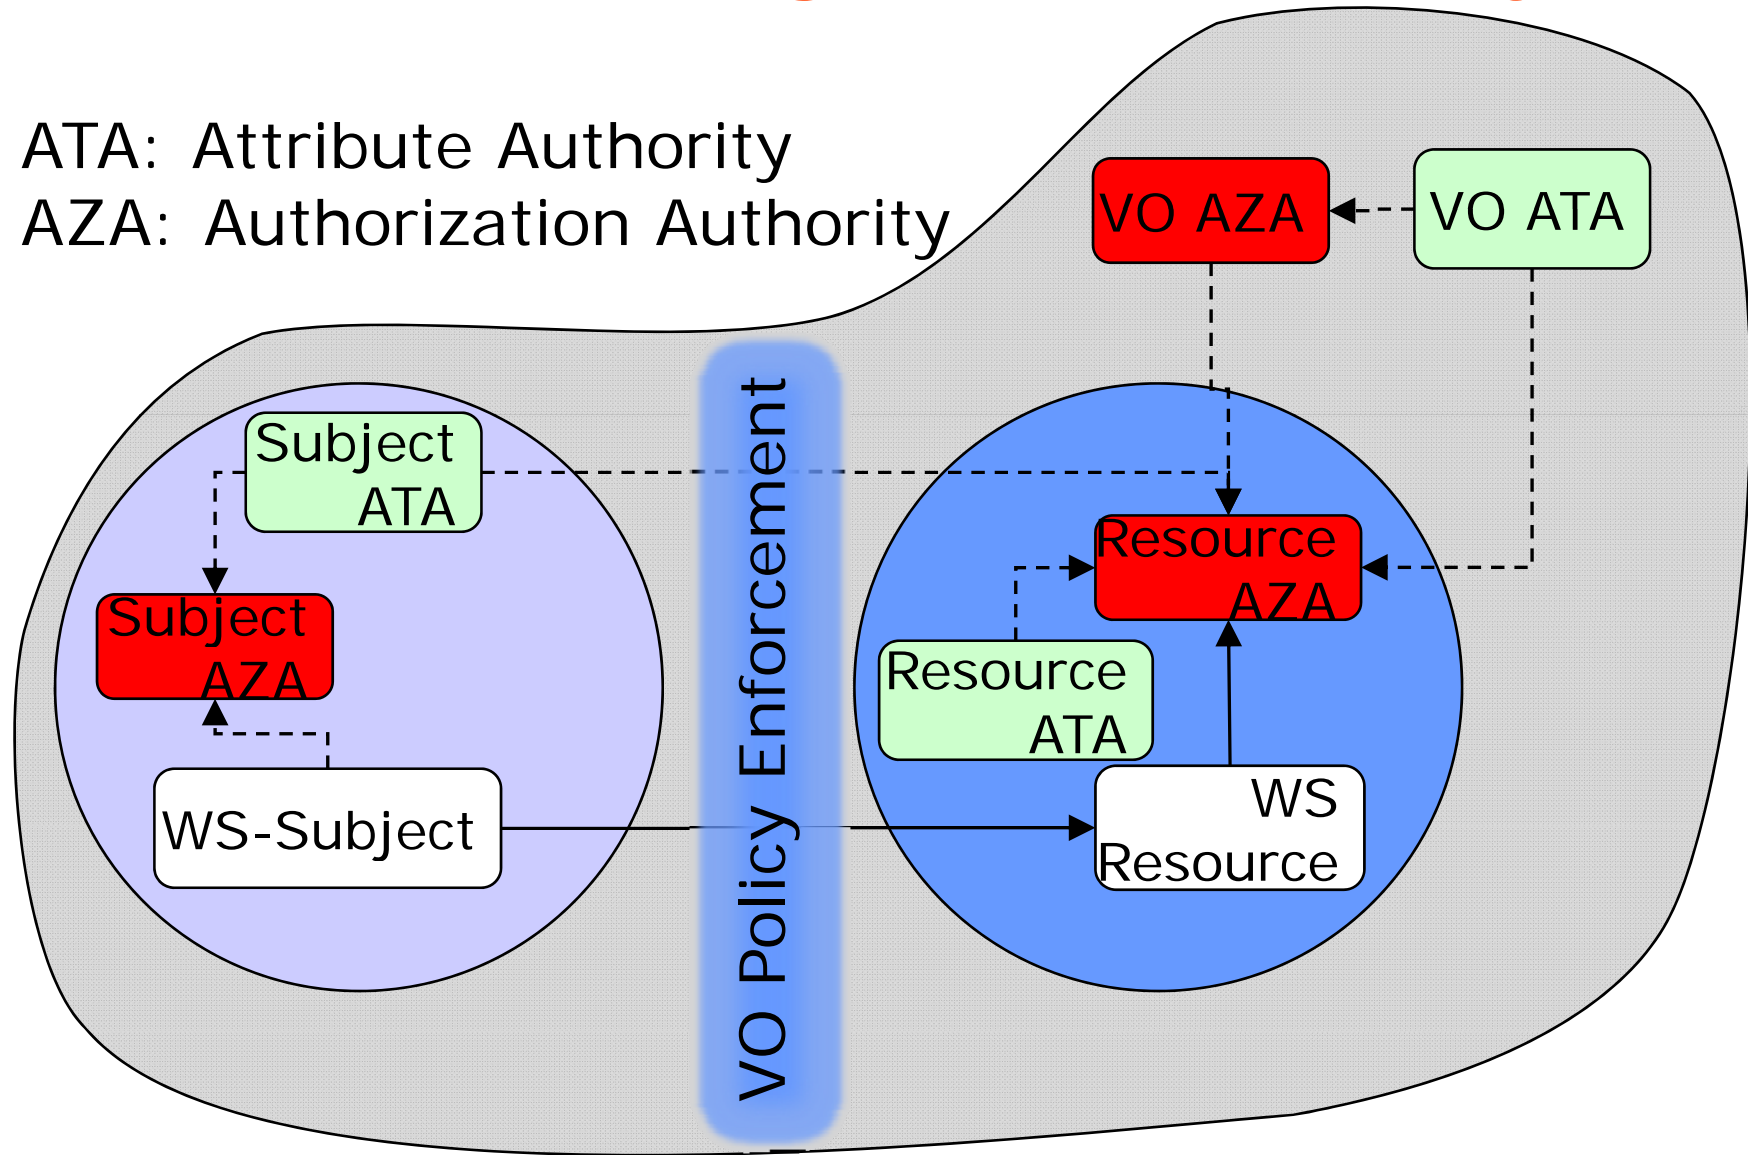 ATA: Attribute Authority
AZA: Authorization Authority
VO AZA
VO ATA
Subject
ATA
Subject
AZA
WS-Subject
VO Policy Enforcement
Resource
AZA
Resource
ATA
WS
Resource